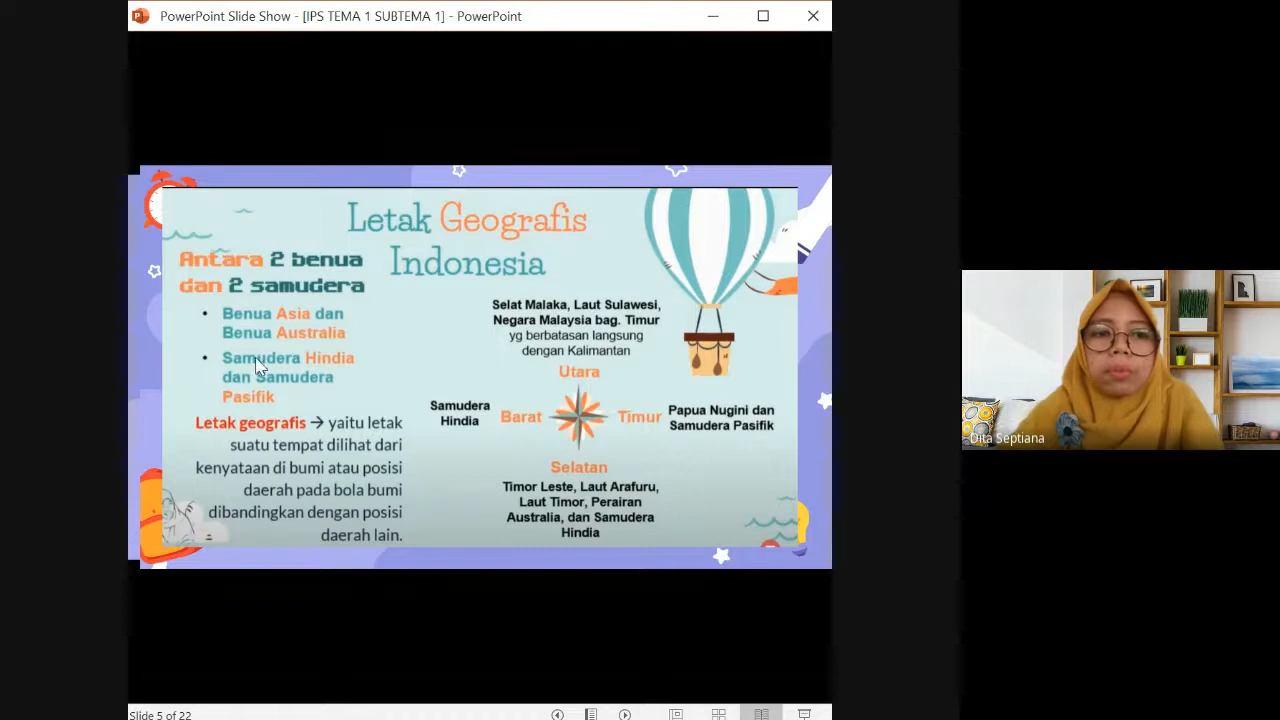 PowerPoint Slide Show - [IPS TEMA 1 SUBTEMA 1] - PowerPoint
Letak Geografis
Indonesia
Antara 2 benua
dan 2 samudera
• Benua Asia dan
Benua Australia
• Samudera Hindia
dan Samudera
Pasifik
Letak geografis → yaitu letak
suatu tempat dilihat dari
kenyataan di bumi atau posisi
daerah pada bola bumi
dibandingkan dengan posisi
daerah lain.
Selat Malaka, Laut Sulawesi,
Negara Malaysia bag. Timur
yg berbatasan langsung
dengan Kalimantan
Utara
Samudera
Hindia
Barat
Timur
Papua Nugini dan
Samudera Pasifik
Selatan
Timor Leste, Laut Arafuru,
Laut Timor, Perairan
Australia, dan Samudera
Hindia
Dita Septiana
Slide 5 of 22